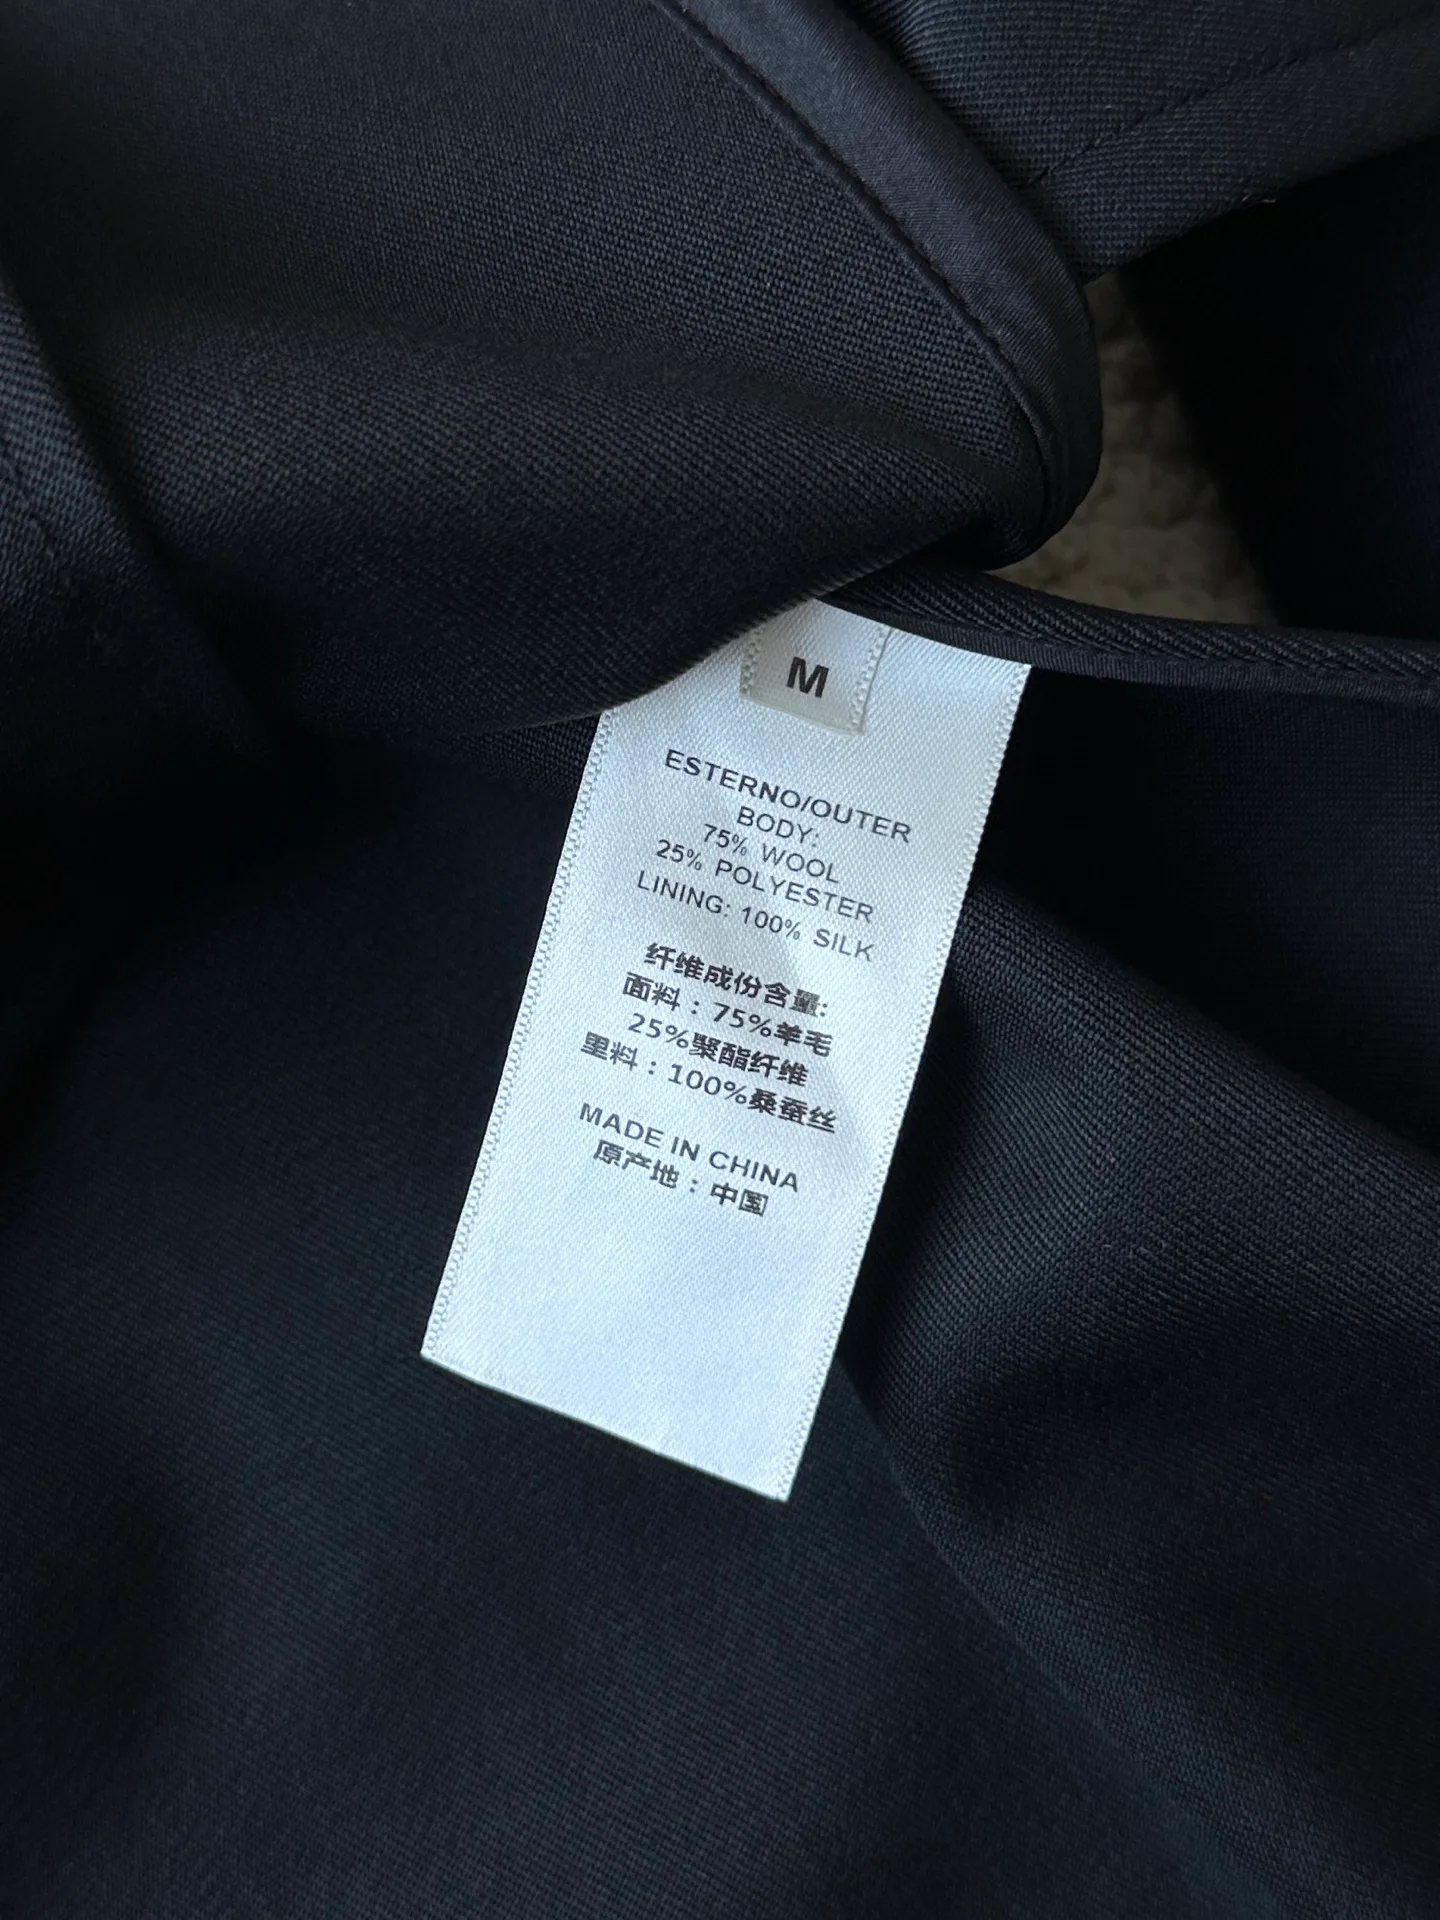 M
ESTERNO/OUTER
BODY:
75% WOOL
25% POLYESTER
LINING: 100% SILK
纤维成份含量:
面料：75%羊毛
25%聚酯纤维
里料：100%桑蚕丝
MADE IN CHINA
原产地：中国